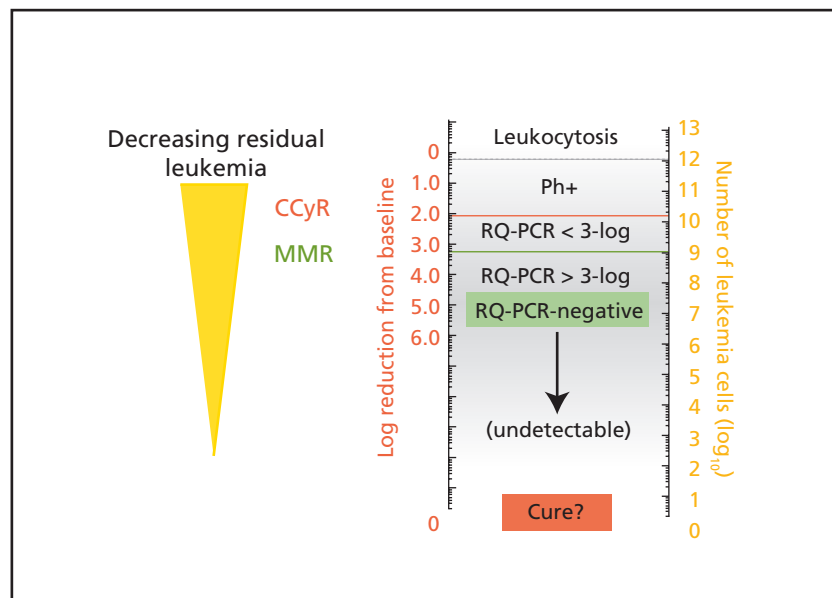 Decreasing residual
leukemia
CCyR
MMR
Log reduction from baseline
0
1.0
2.0
3.0
4.0
5.0
6.0
0
Leukocytosis
Ph+
RQ-PCR < 3-log
RQ-PCR > 3-log
RQ-PCR-negative
(undetectable)
Cure?
13
12
11
10
9
8
7
6
5
4
3
2
1
0
Number of leukemia cells (log₁₀)